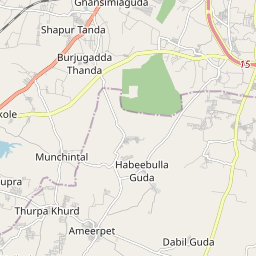 Ghansimiaguda
Shapur Tanda
Burjugadda
Thanda
15
kole
Munchintal
Habeebulla
Guda
upra
Thurpa Khurd
Ameerpet
Dabil Guda